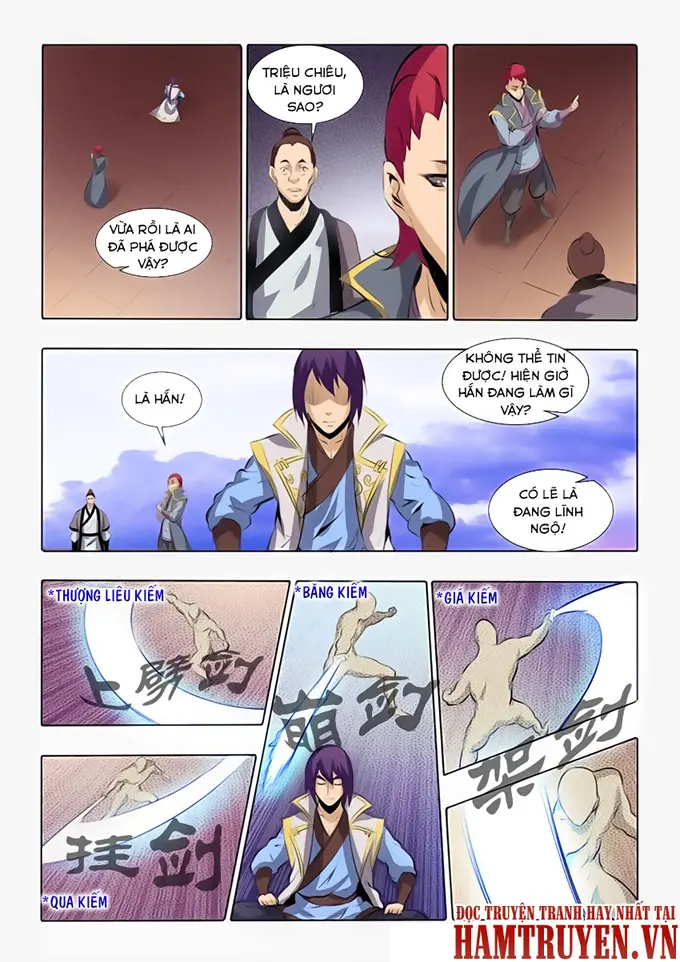 VỪA RỒI LÀ AI
ĐÃ PHÁ ĐƯỢC
VẬY?
TRIỆU CHIÊU,
LÀ NGƯƠI
SAO?
LÀ HẮN!
KHÔNG THỂ TIN
ĐƯỢC! HIỆN GIỜ
HẮN ĐANG LÀM GÌ
VẬY?
CÓ LẼ LÀ
ĐANG LĨNH
NGỘ!
*THƯỢNG LIÊU KIẾM
上劈剑
*BĂNG KIẾM
崩剑
*GIÁ KIẾM
架剑
挂剑
*QUA KIẾM
ĐỌC TRUYỆN TRANH HAY NHẤT TẠI
HAMTRUYEN.VN